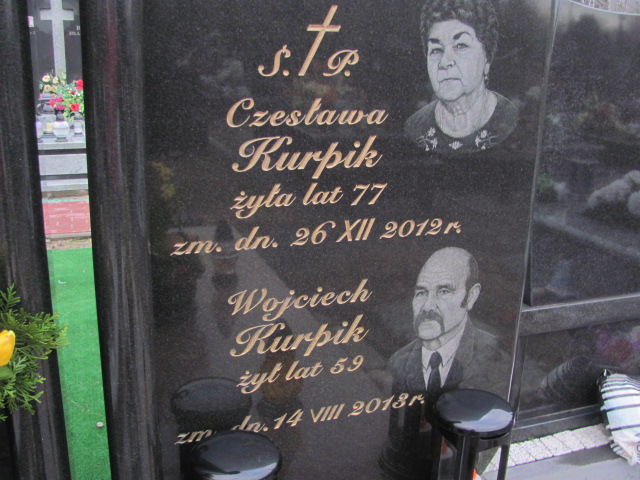 Ś. P.
Czesława
Kurpik
żyła lat 77
zm. dn. 26 XII 2012 r.
Wojciech
Kurpik
żył lat 59
zm. dn. 14 VIII 2013 r.